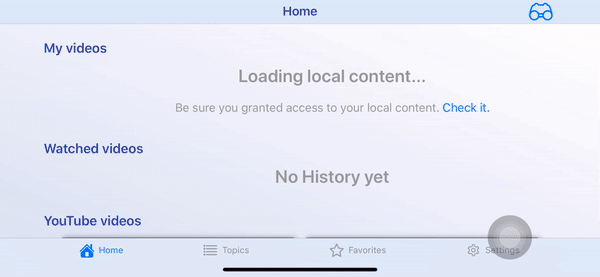 Home
My videos
Loading local content...
Be sure you granted access to your local content. Check it.
Watched videos
No History yet
YouTube videos
Home
Topics
Favorites
Settings